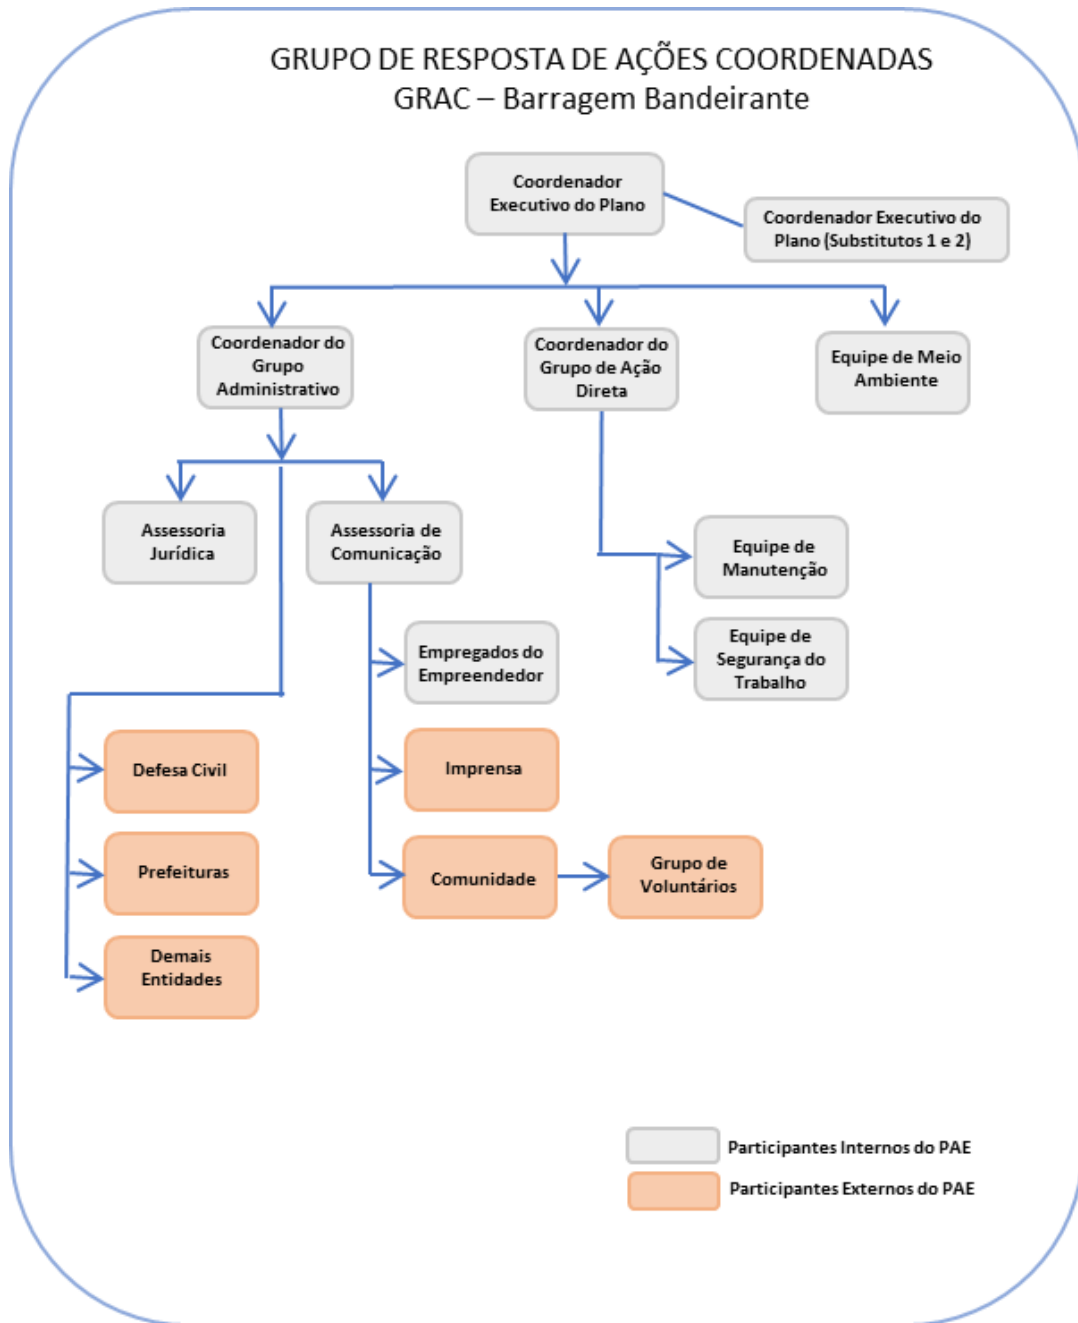 GRUPO DE RESPOSTA DE AÇÕES COORDENADAS
GRAC – Barragem Bandeirante
Coordenador
Executivo do Plano
Coordenador Executivo do
Plano (Substitutos 1 e 2)
Coordenador do
Grupo
Administrativo
Coordenador do
Grupo de Ação
Direta
Equipe de Meio
Ambiente
Assessoria
Jurídica
Assessoria de
Comunicação
Equipe de
Manutenção
Empregados do
Empreendedor
Equipe de
Segurança do
Trabalho
Defesa Civil
Imprensa
Prefeituras
Comunidade
Grupo de
Voluntários
Demais
Entidades
Participantes Internos do PAE
Participantes Externos do PAE